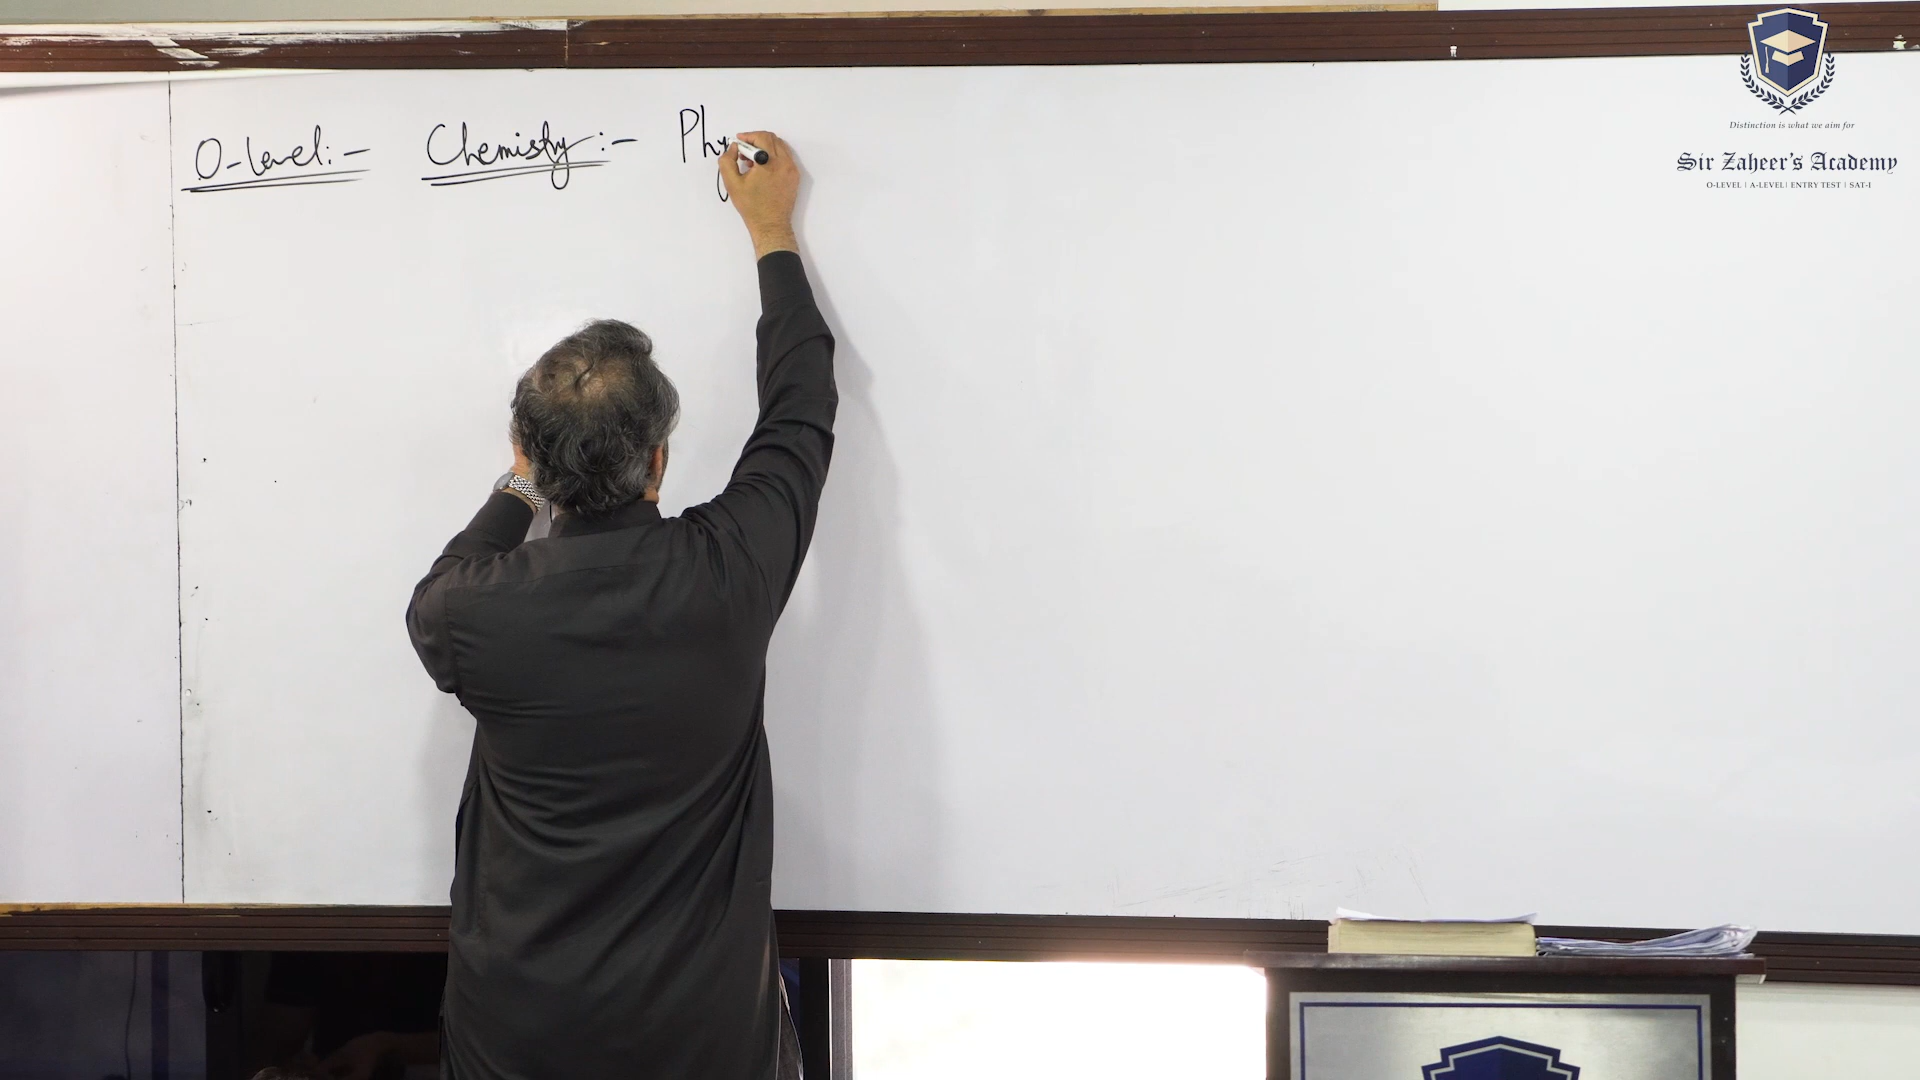 O-Level:- Chemistry:- Phy
Distinction is what we aim for
Sir Zaheer's Academy
O-LEVEL | A-LEVEL | ENTRY TEST | SAT-I